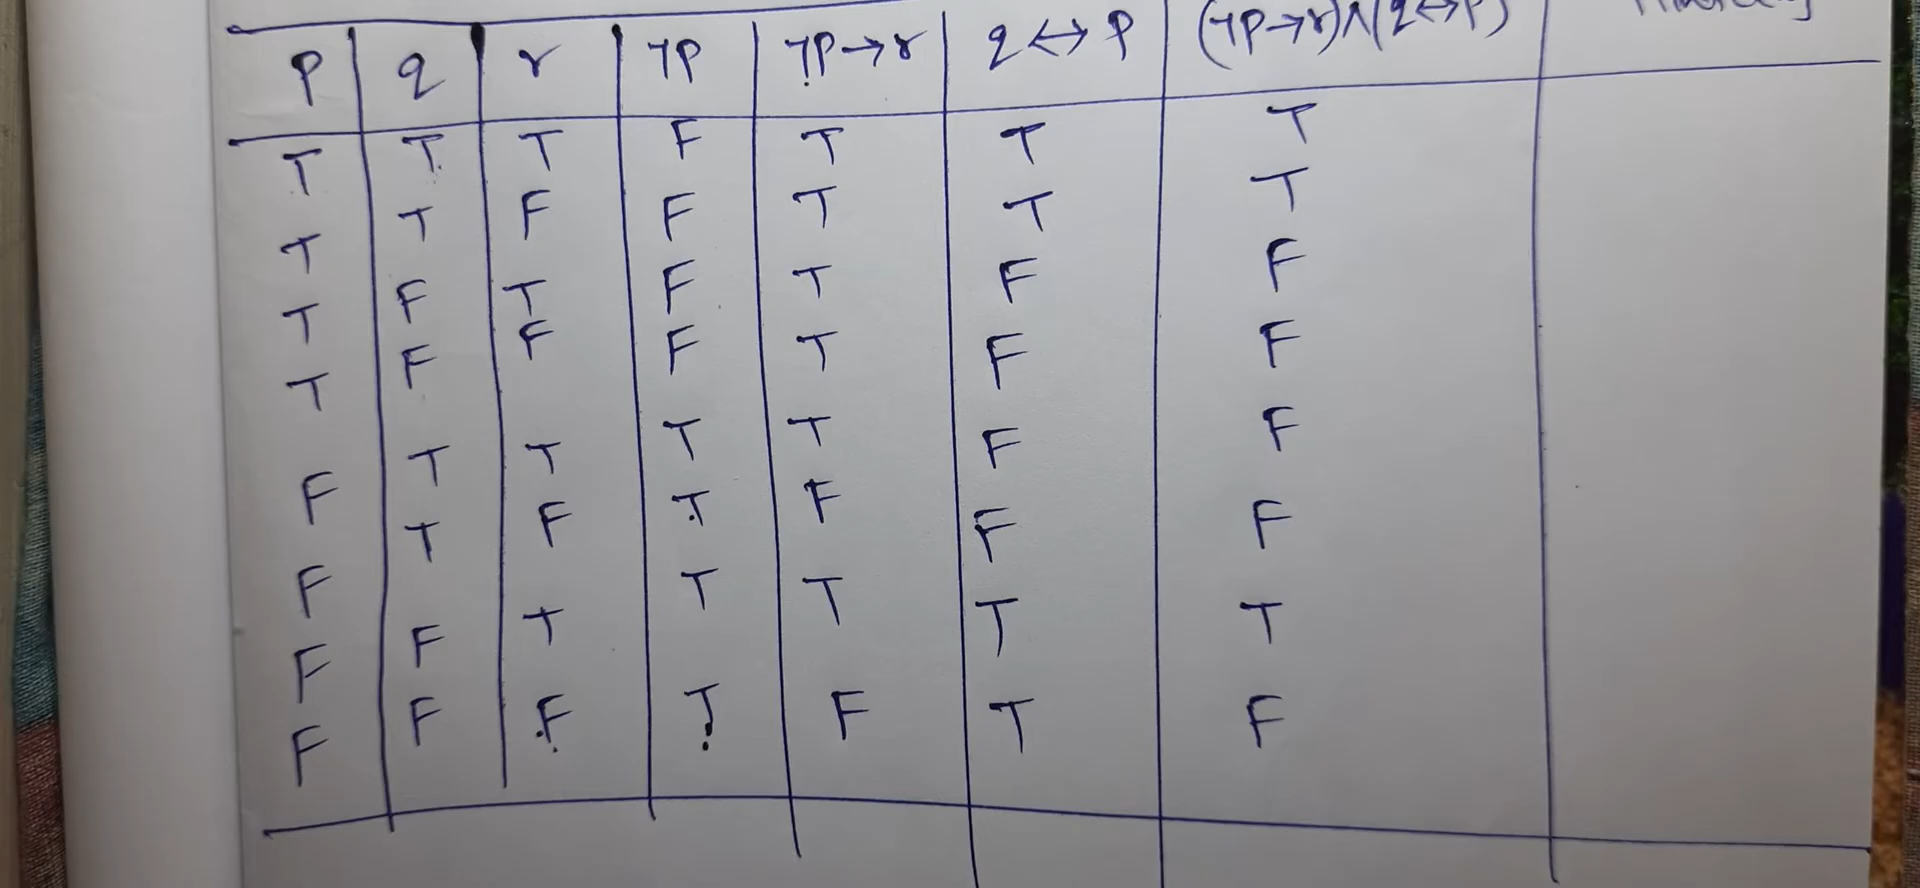 p q r ¬p ¬p→r q↔p (¬p→r)∧(q↔p)
T T T F T T T
T T F F T T T
T F T F T F F
T F F F T F F
F T T T T F F
F T F T F F F
F F T T T T T
F F F T F T F